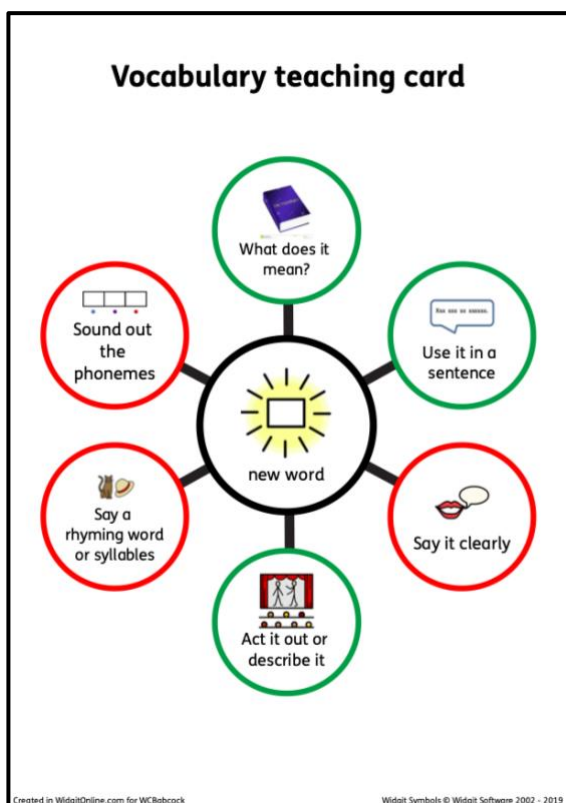 Vocabulary teaching card
What does it
mean?
Sound out
the
phonemes
Use it in a
sentence
new word
Say a
rhyming word
or syllables
Say it clearly
Act it out or
describe it
Created in WidgitOnline.com for WCBabcock
Widgit Symbols © Widgit Software 2002 - 2019